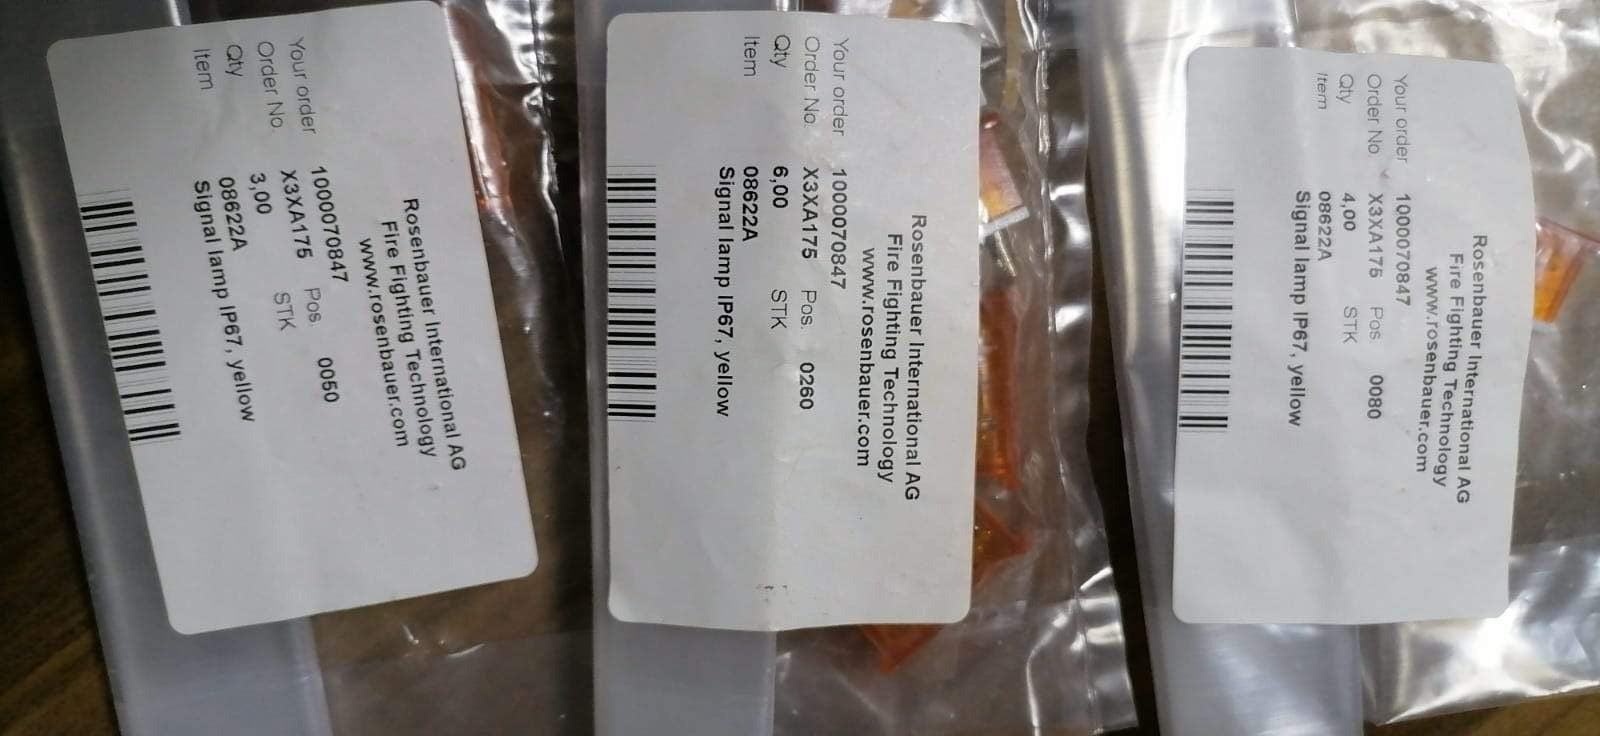 Rosenbauer International AG
Fire Fighting Technology
www.rosenbauer.com
Your order 1000070847
Order No. X3XA175 Pos. 0050
Qty 3,00 STK
Item 08622A
Signal lamp IP67, yellow
Rosenbauer International AG
Fire Fighting Technology
www.rosenbauer.com
Your order 1000070847
Order No. X3XA175 Pos. 0260
Qty 6,00 STK
Item 08622A
Signal lamp IP67, yellow
Rosenbauer International AG
Fire Fighting Technology
www.rosenbauer.com
Your order 1000070847
Order No. X3XA175 Pos 0080
Qty 4,00 STK
Item 08622A
Signal lamp IP67, yellow